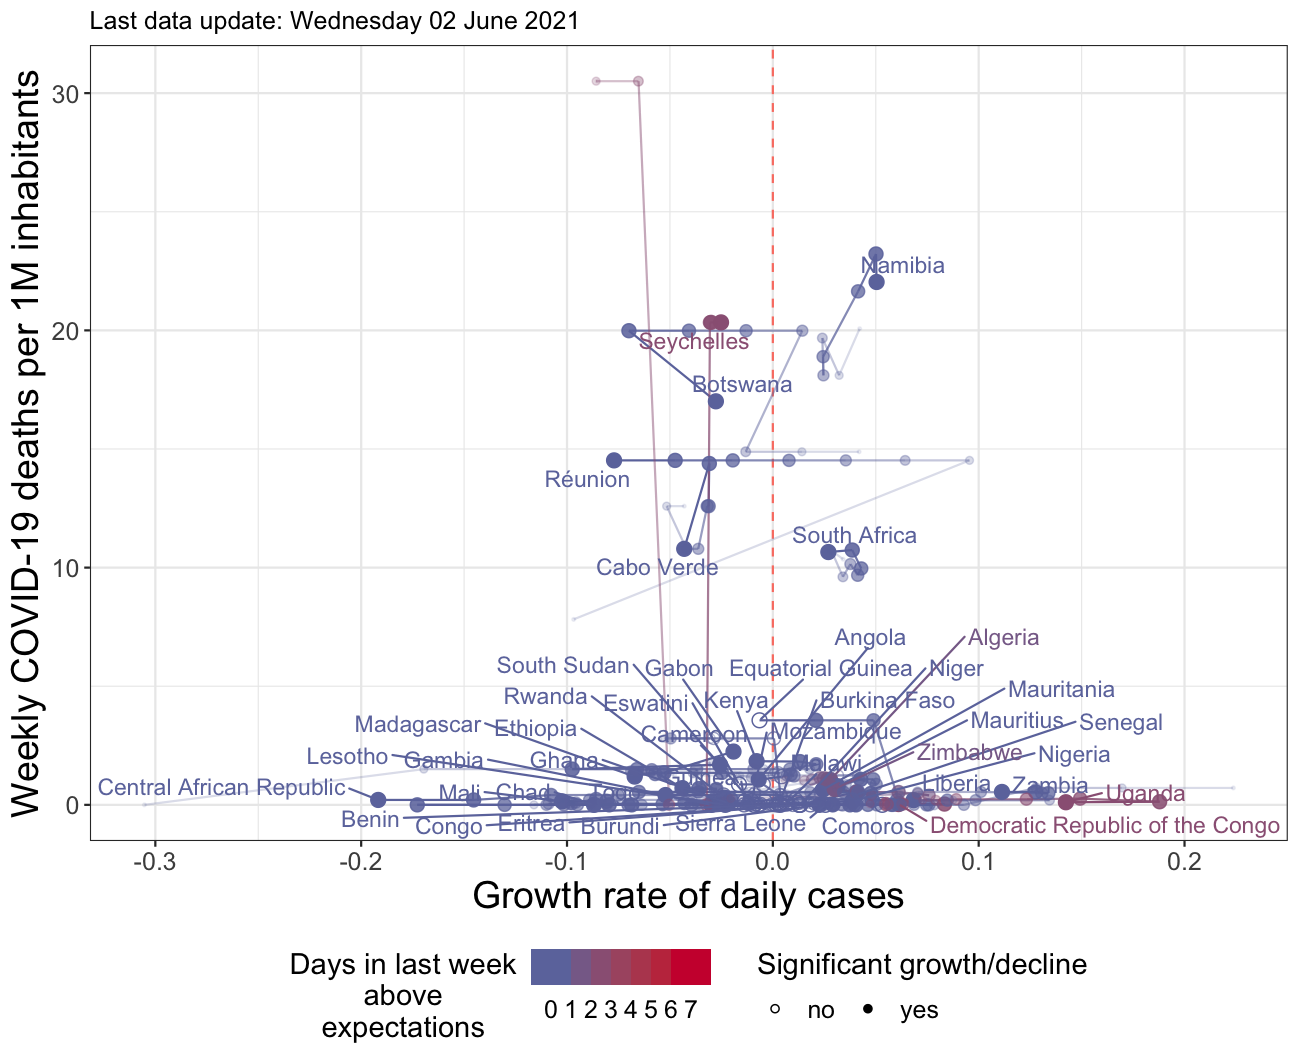 Last data update: Wednesday 02 June 2021
Weekly COVID-19 deaths per 1M inhabitants
30
20
10
0
Namibia
Seychelles
Botswana
Réunion
South Africa
Cabo Verde
Angola
Algeria
South Sudan
Gabon
Equatorial Guinea
Niger
Rwanda
Eswatini
Kenya
Burkina Faso
Mauritania
Madagascar
Ethiopia
Cameroon
Mozambique
Mauritius
Senegal
Lesotho
Gambia
Ghana
Malawi
Zimbabwe
Nigeria
Central African Republic
Mali
Chad
Togo
Liberia
Zambia
Uganda
Benin
Congo
Eritrea
Burundi
Sierra Leone
Comoros
Democratic Republic of the Congo
-0.3
-0.2
-0.1
0.0
0.1
0.2
Growth rate of daily cases
Days in last week
above
expectations
0 1 2 3 4 5 6 7
Significant growth/decline
no
yes